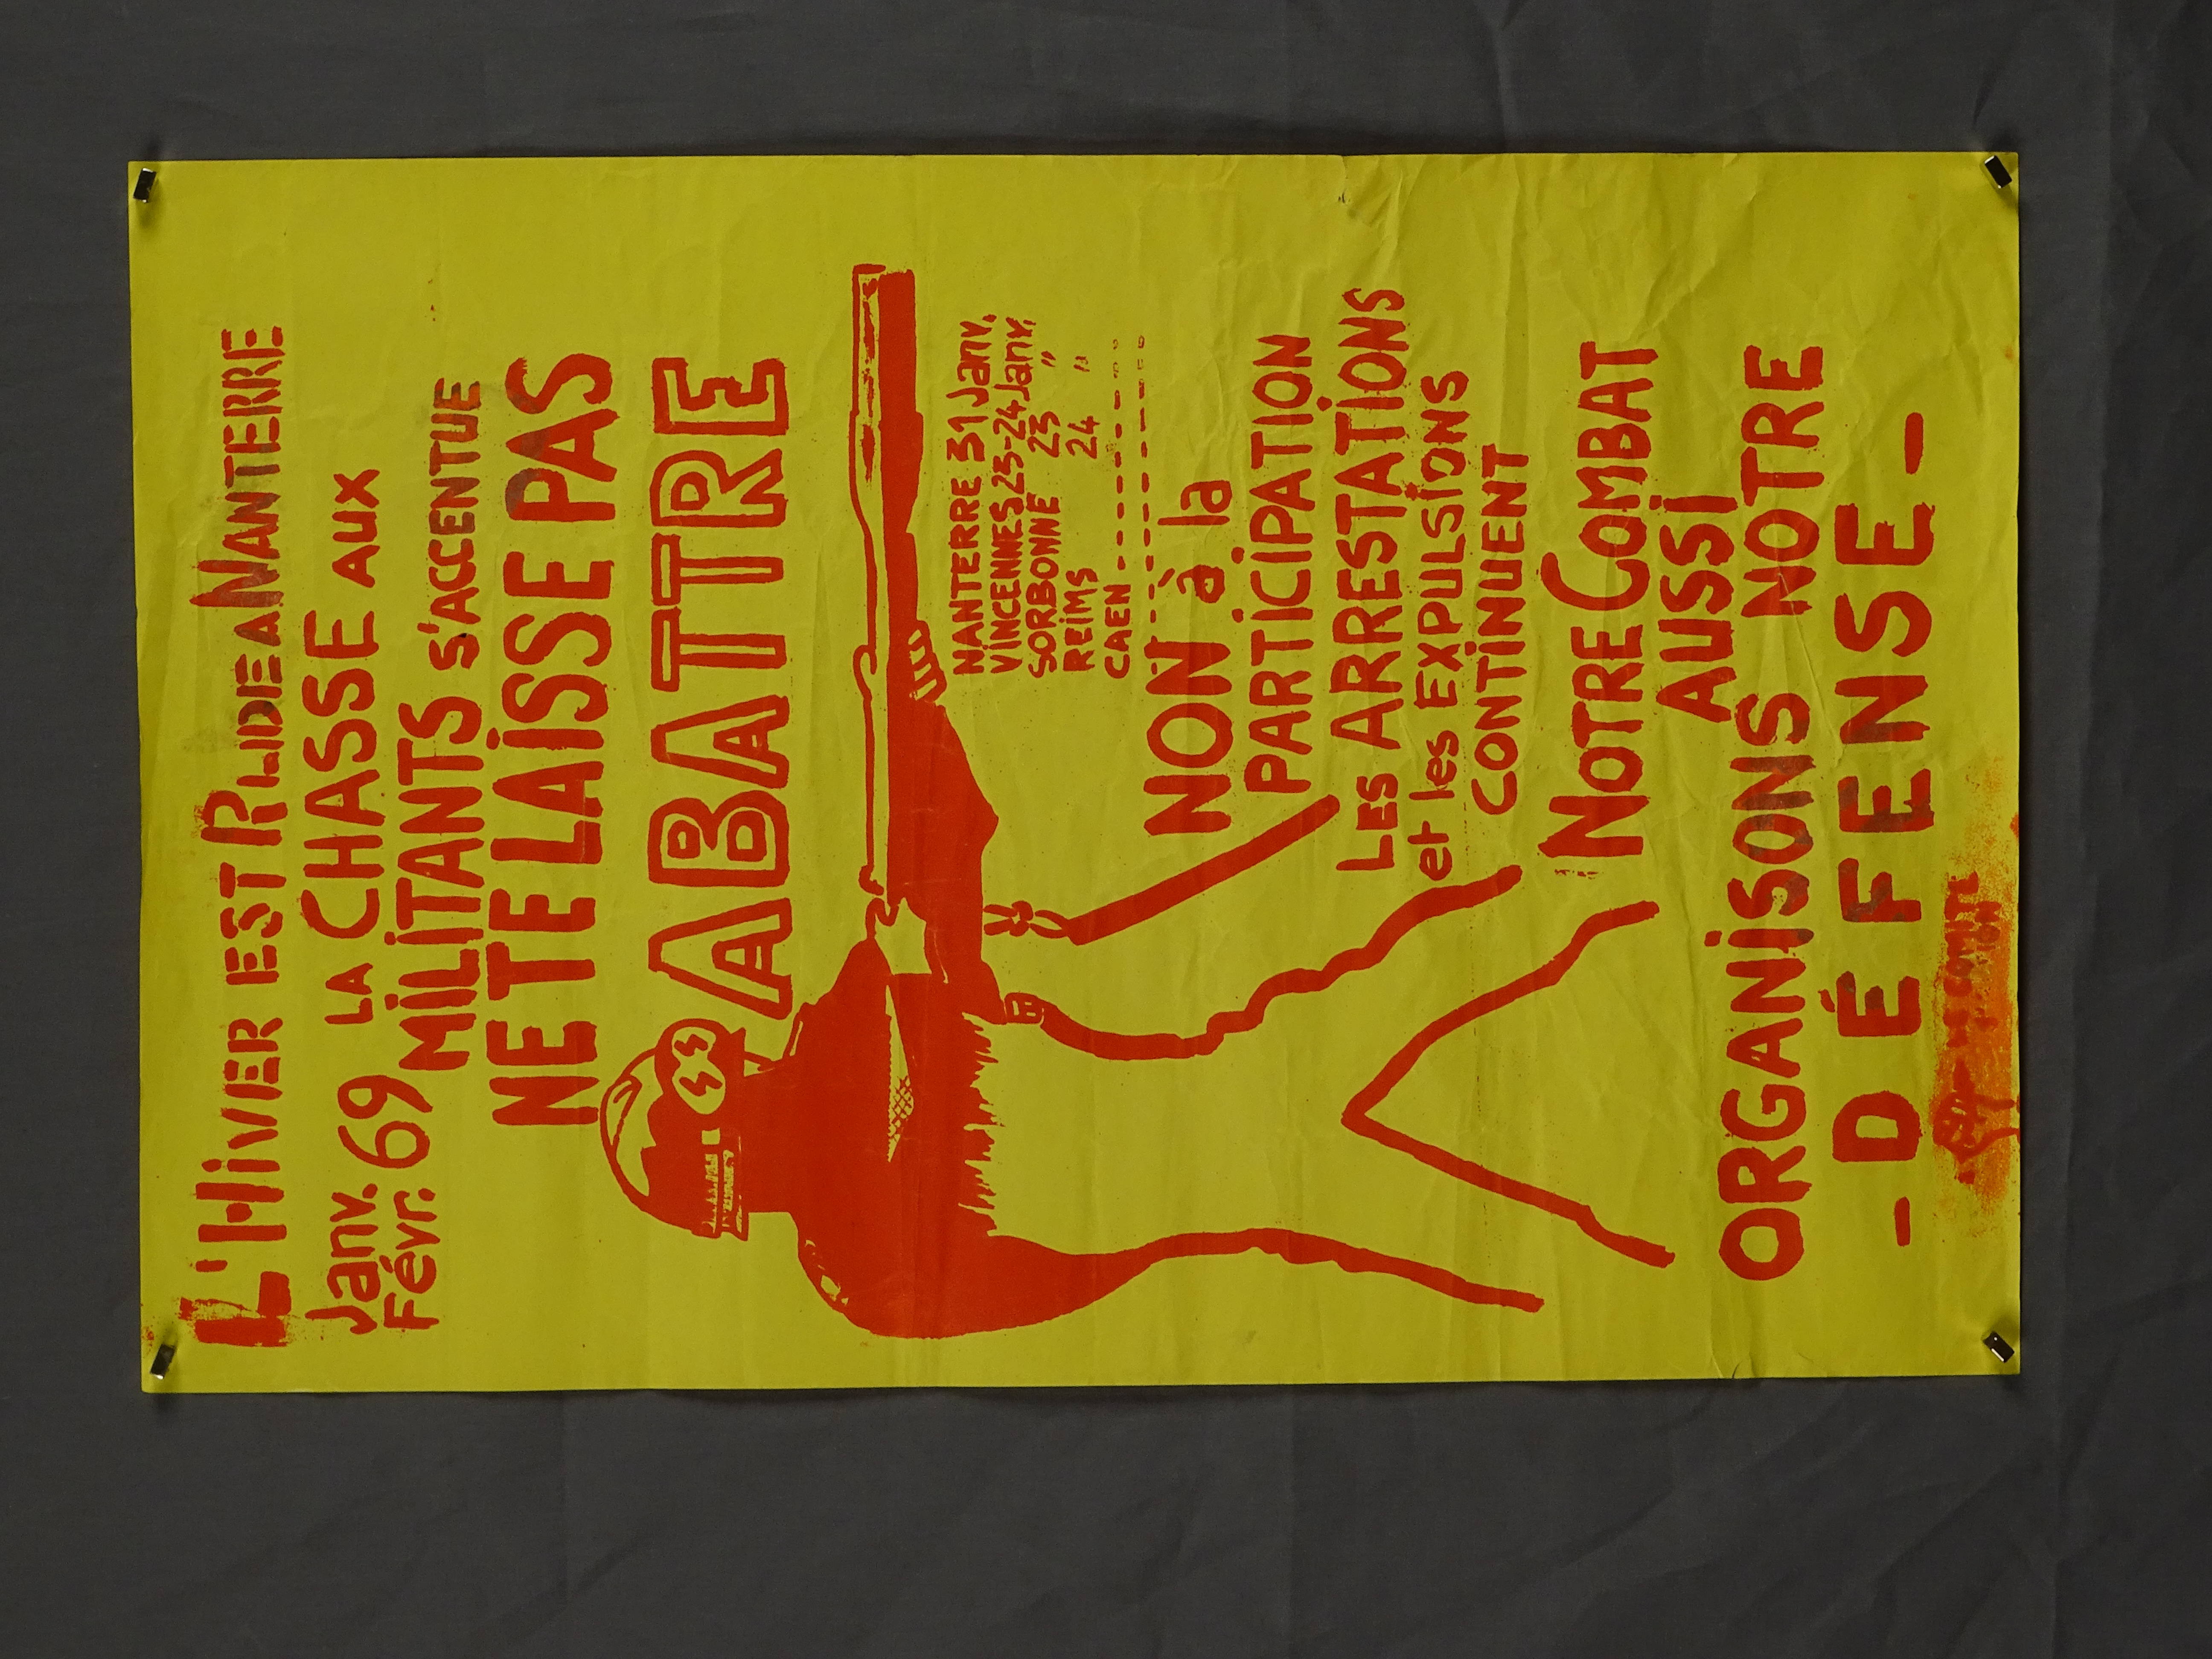 L'HiVER EST RUDE A NANTERRE
Janv. 69
Févr.
LA CHASSE AUX
MiLiTANTS S'ACCENTUE
NE TE LAiSSE PAS
ABATTRE
SS
NANTERRE 31 Janv.
VINCENNES 23-24 Janv.
SORBONNE 23 "
REiMS 24 "
CAEN
NON à la
PARTICIPATION
LES ARRESTATiONS
et les EXPULSiONS
CONTINUENT
NOTRE COMBAT
AUSSi
ORGANiSONS NOTRE
- DÉFENSE -
COMITE